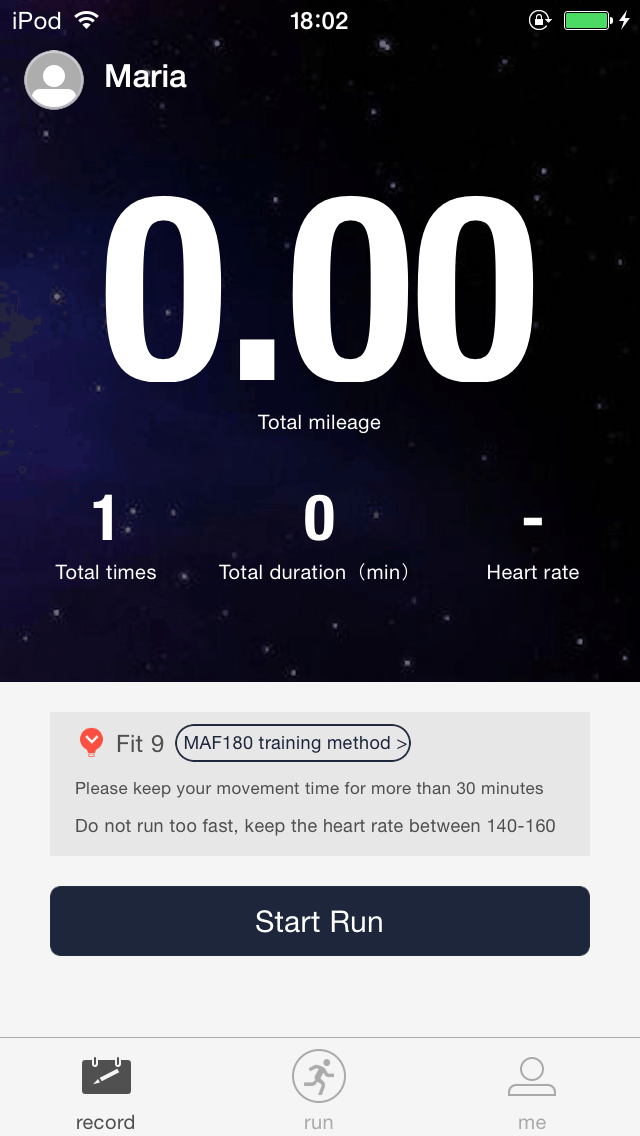 iPod 18:02
Maria
0.00
Total mileage
1 0 -
Total times Total duration（min） Heart rate
Fit 9 MAF180 training method >
Please keep your movement time for more than 30 minutes
Do not run too fast, keep the heart rate between 140-160
Start Run
record run me